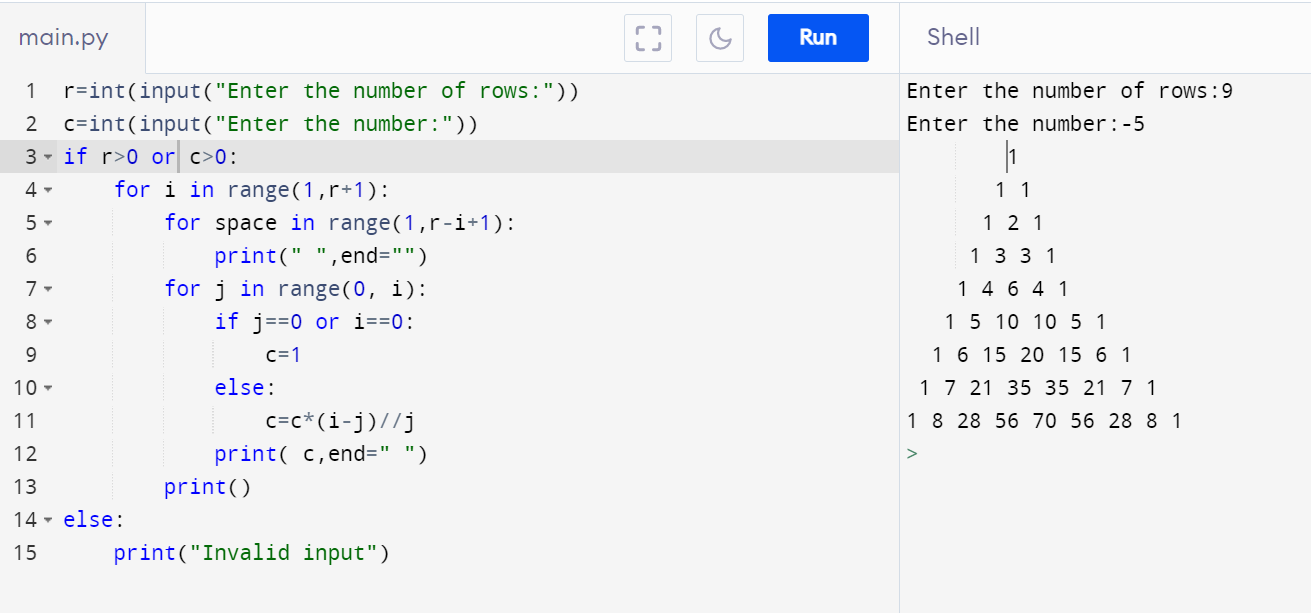 main.py
Run
Shell
1 r=int(input("Enter the number of rows:"))
2 c=int(input("Enter the number:"))
3 if r>0 or c>0:
4     for i in range(1,r+1):
5         for space in range(1,r-i+1):
6             print(" ",end="")
7         for j in range(0, i):
8             if j==0 or i==0:
9                 c=1
10             else:
11                 c=c*(i-j)//j
12             print( c,end=" ")
13         print()
14 else:
15     print("Invalid input")
Enter the number of rows:9
Enter the number:-5
        1
       1 1
      1 2 1
     1 3 3 1
    1 4 6 4 1
   1 5 10 10 5 1
  1 6 15 20 15 6 1
 1 7 21 35 35 21 7 1
1 8 28 56 70 56 28 8 1
>